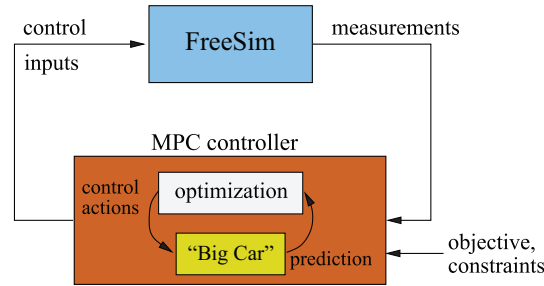 control
inputs
FreeSim
measurements
MPC controller
control
actions
optimization
“Big Car”
prediction
objective,
constraints